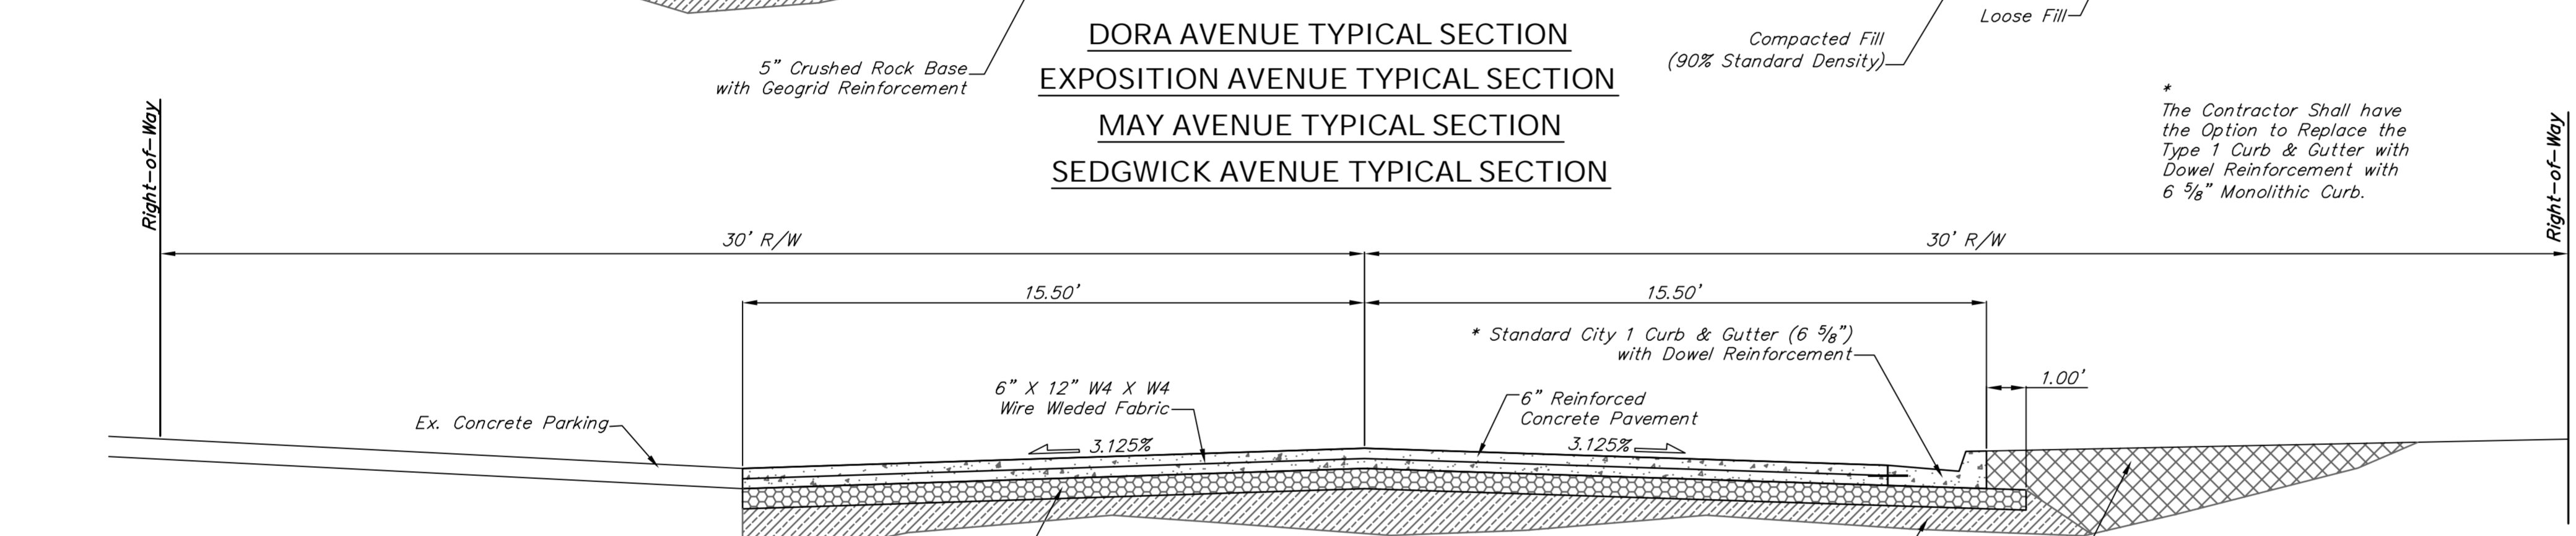 Loose Fill
DORA AVENUE TYPICAL SECTION
Compacted Fill
(90% Standard Density)
5” Crushed Rock Base
with Geogrid Reinforcement
EXPOSITION AVENUE TYPICAL SECTION
MAY AVENUE TYPICAL SECTION
SEDGWICK AVENUE TYPICAL SECTION
*
The Contractor Shall have
the Option to Replace the
Type 1 Curb & Gutter with
Dowel Reinforcement with
6 5/8” Monolithic Curb.
Right-of-Way
Right-of-Way
30’ R/W
30’ R/W
15.50’
15.50’
* Standard City 1 Curb & Gutter (6 5/8”)
with Dowel Reinforcement
1.00’
6” X 12” W4 X W4
Wire Wleded Fabric
6” Reinforced
Concrete Pavement
Ex. Concrete Parking
3.125%
3.125%